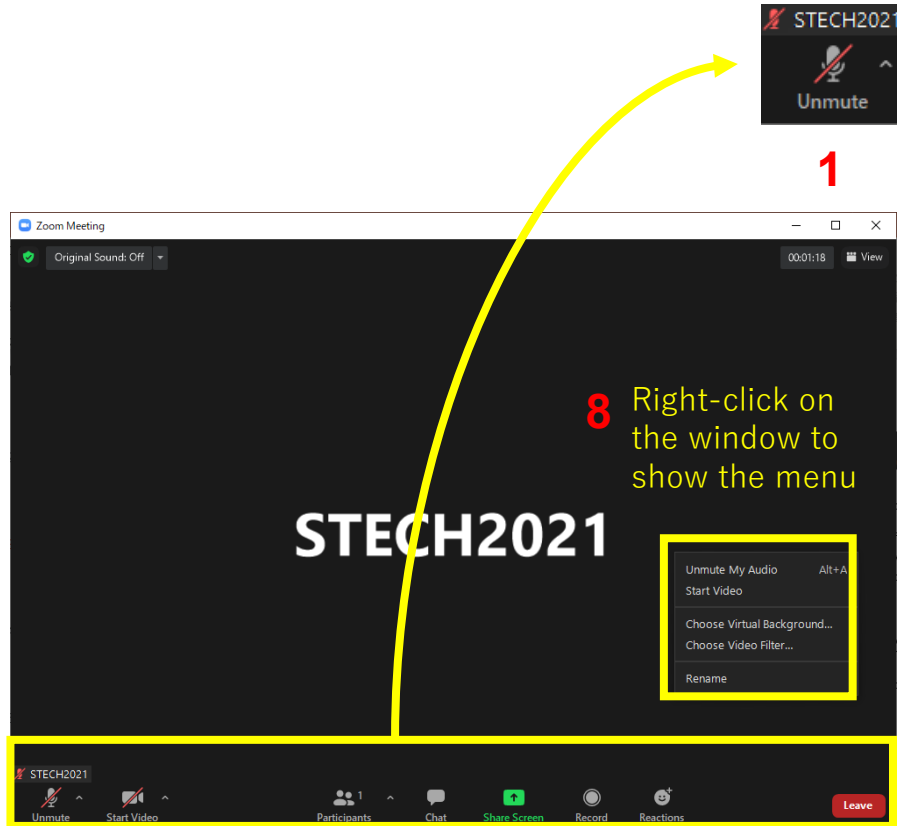 STECH2021
Unmute
1
Zoom Meeting
Original Sound: Off
00:01:18
View
8
Right-click on
the window to
show the menu
STECH2021
Unmute My Audio Alt+A
Start Video
Choose Virtual Background...
Choose Video Filter...
Rename
STECH2021
Unmute
Start Video
Participants
1
Chat
Share Screen
Record
Reactions
Leave